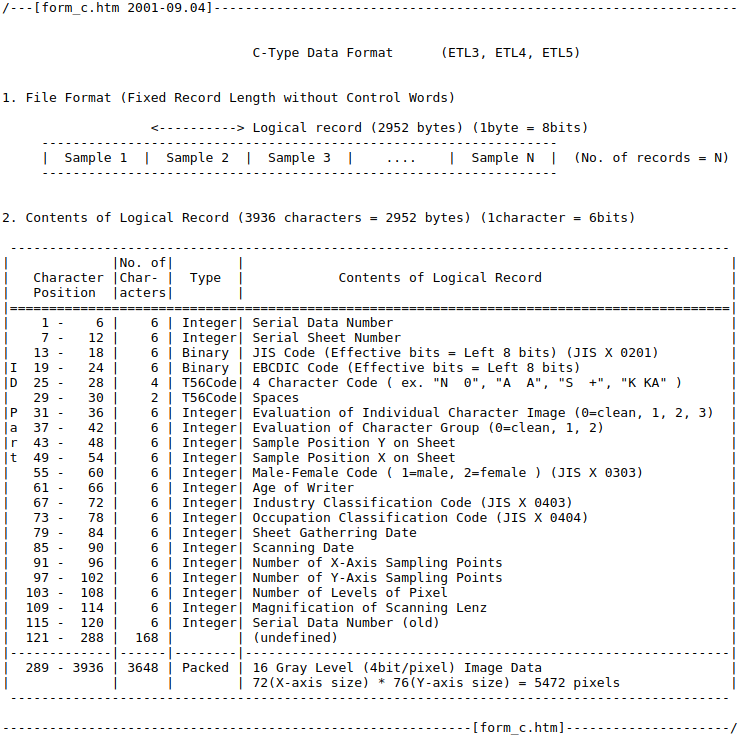 /---[form_c.htm 2001-09.04]-------------------------------------------------------------------
C-Type Data Format      (ETL3, ETL4, ETL5)
1. File Format (Fixed Record Length without Control Words)
                   <----------> Logical record (2952 bytes) (1byte = 8bits)
     ------------------------------------------------------------------
     |  Sample 1  |  Sample 2  |  Sample 3  |    ....    |  Sample N  |  (No. of records = N)
     ------------------------------------------------------------------
2. Contents of Logical Record (3936 characters = 2952 bytes) (1character = 6bits)
 --------------------------------------------------------------------------------------------
|             |No. of|        |                                                              |
|   Character |Char- |  Type  |            Contents of Logical Record                        |
|   Position  |acters|        |                                                              |
|============================================================================================|
|    1 -    6 |    6 | Integer| Serial Data Number                                           |
|    7 -   12 |    6 | Integer| Serial Sheet Number                                          |
|   13 -   18 |    6 | Binary | JIS Code (Effective bits = Left 8 bits) (JIS X 0201)         |
|I  19 -   24 |    6 | Binary | EBCDIC Code (Effective bits = Left 8 bits)                   |
|D  25 -   28 |    4 | T56Code| 4 Character Code ( ex. "N  0", "A  A", "S  +", "K KA" )      |
|   29 -   30 |    2 | T56Code| Spaces                                                       |
|P  31 -   36 |    6 | Integer| Evaluation of Individual Character Image (0=clean, 1, 2, 3)  |
|a  37 -   42 |    6 | Integer| Evaluation of Character Group (0=clean, 1, 2)                |
|r  43 -   48 |    6 | Integer| Sample Position Y on Sheet                                   |
|t  49 -   54 |    6 | Integer| Sample Position X on Sheet                                   |
|   55 -   60 |    6 | Integer| Male-Female Code ( 1=male, 2=female ) (JIS X 0303)           |
|   61 -   66 |    6 | Integer| Age of Writer                                                |
|   67 -   72 |    6 | Integer| Industry Classification Code (JIS X 0403)                    |
|   73 -   78 |    6 | Integer| Occupation Classification Code (JIS X 0404)                  |
|   79 -   84 |    6 | Integer| Sheet Gatherring Date                                        |
|   85 -   90 |    6 | Integer| Scanning Date                                                |
|   91 -   96 |    6 | Integer| Number of X-Axis Sampling Points                             |
|   97 -  102 |    6 | Integer| Number of Y-Axis Sampling Points                             |
|  103 -  108 |    6 | Integer| Number of Levels of Pixel                                    |
|  109 -  114 |    6 | Integer| Magnification of Scanning Lenz                               |
|  115 -  120 |    6 | Integer| Serial Data Number (old)                                     |
|  121 -  288 |  168 |        | (undefined)                                                  |
|-------------|------|--------|--------------------------------------------------------------|
|  289 - 3936 | 3648 | Packed | 16 Gray Level (4bit/pixel) Image Data                        |
|             |      |        | 72(X-axis size) * 76(Y-axis size) = 5472 pixels              |
 --------------------------------------------------------------------------------------------
------------------------------------------------------------[form_c.htm]---------------------/